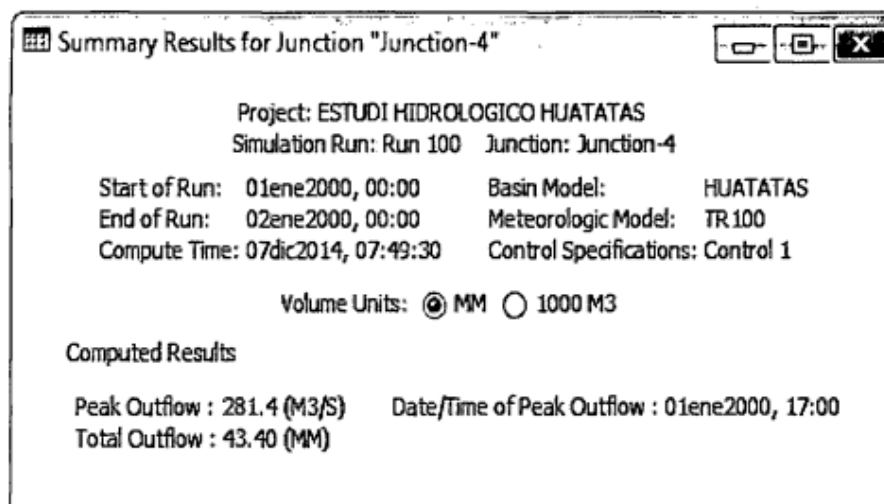 Summary Results for Junction "Junction-4"
Project: ESTUDI HIDROLOGICO HUATATAS
Simulation Run: Run 100 Junction: Junction-4
Start of Run: 01ene2000, 00:00 Basin Model: HUATATAS
End of Run: 02ene2000, 00:00 Meteorologic Model: TR100
Compute Time: 07dic2014, 07:49:30 Control Specifications: Control 1
Volume Units: MM 1000 M3
Computed Results
Peak Outflow : 281.4 (M3/S) Date/Time of Peak Outflow : 01ene2000, 17:00
Total Outflow : 43.40 (MM)